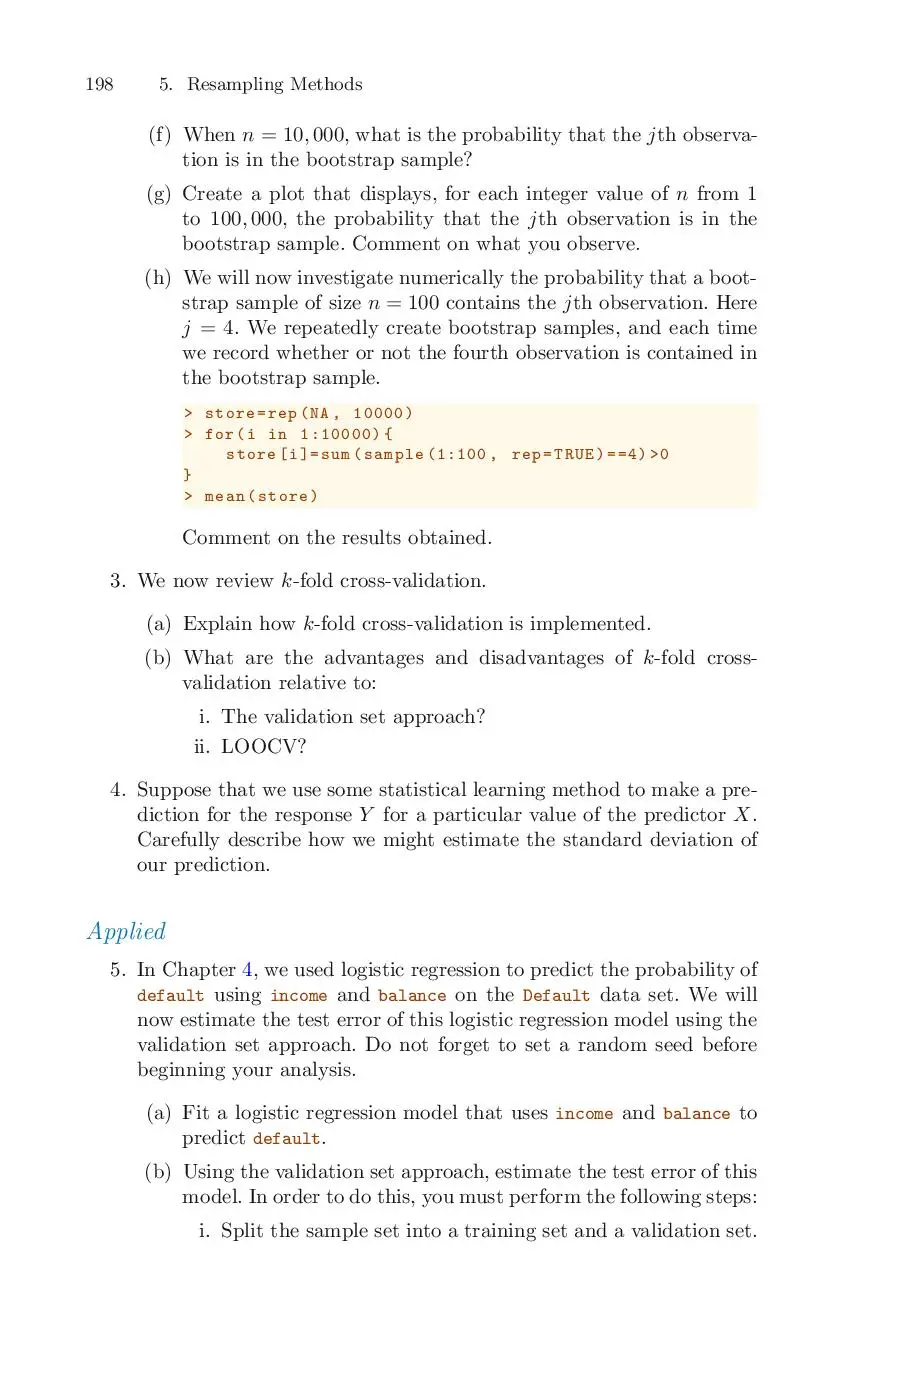 198 5. Resampling Methods
(f) When n = 10, 000, what is the probability that the jth observa-
tion is in the bootstrap sample?
(g) Create a plot that displays, for each integer value of n from 1
to 100, 000, the probability that the jth observation is in the
bootstrap sample. Comment on what you observe.
(h) We will now investigate numerically the probability that a boot-
strap sample of size n = 100 contains the jth observation. Here
j = 4. We repeatedly create bootstrap samples, and each time
we record whether or not the fourth observation is contained in
the bootstrap sample.
> store=rep(NA, 10000)
> for(i in 1:10000){
store[i]=sum(sample(1:100, rep=TRUE)==4)>0
}
> mean(store)
Comment on the results obtained.
3. We now review k-fold cross-validation.
(a) Explain how k-fold cross-validation is implemented.
(b) What are the advantages and disadvantages of k-fold cross-
validation relative to:
i. The validation set approach?
ii. LOOCV?
4. Suppose that we use some statistical learning method to make a pre-
diction for the response Y for a particular value of the predictor X.
Carefully describe how we might estimate the standard deviation of
our prediction.
Applied
5. In Chapter 4, we used logistic regression to predict the probability of
default using income and balance on the Default data set. We will
now estimate the test error of this logistic regression model using the
validation set approach. Do not forget to set a random seed before
beginning your analysis.
(a) Fit a logistic regression model that uses income and balance to
predict default.
(b) Using the validation set approach, estimate the test error of this
model. In order to do this, you must perform the following steps:
i. Split the sample set into a training set and a validation set.